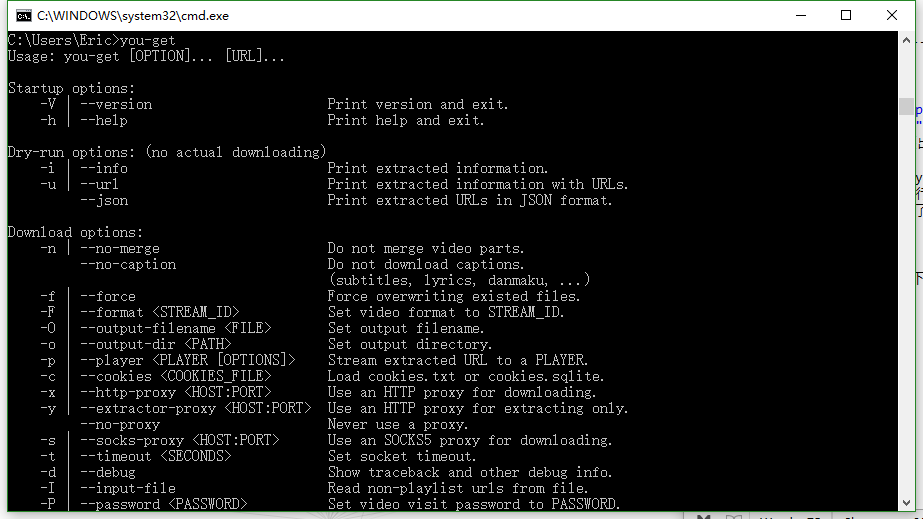 C:\WINDOWS\system32\cmd.exe
C:\Users\Eric>you-get
Usage: you-get [OPTION]... [URL]...
Startup options:
-V | --version Print version and exit.
-h | --help Print help and exit.
Dry-run options: (no actual downloading)
-i | --info Print extracted information.
-u | --url Print extracted information with URLs.
--json Print extracted URLs in JSON format.
Download options:
-n | --no-merge Do not merge video parts.
--no-caption Do not download captions.
(subtitles, lyrics, danmaku, ...)
-f | --force Force overwriting existed files.
-F | --format <STREAM_ID> Set video format to STREAM_ID.
-O | --output-filename <FILE> Set output filename.
-o | --output-dir <PATH> Set output directory.
-p | --player <PLAYER [OPTIONS]> Stream extracted URL to a PLAYER.
-c | --cookies <COOKIES_FILE> Load cookies.txt or cookies.sqlite.
-x | --http-proxy <HOST:PORT> Use an HTTP proxy for downloading.
-y | --extractor-proxy <HOST:PORT> Use an HTTP proxy for extracting only.
--no-proxy Never use a proxy.
-s | --socks-proxy <HOST:PORT> Use an SOCKS5 proxy for downloading.
-t | --timeout <SECONDS> Set socket timeout.
-d | --debug Show traceback and other debug info.
-I | --input-file Read non-playlist urls from file.
-P | --password <PASSWORD> Set video visit password to PASSWORD.